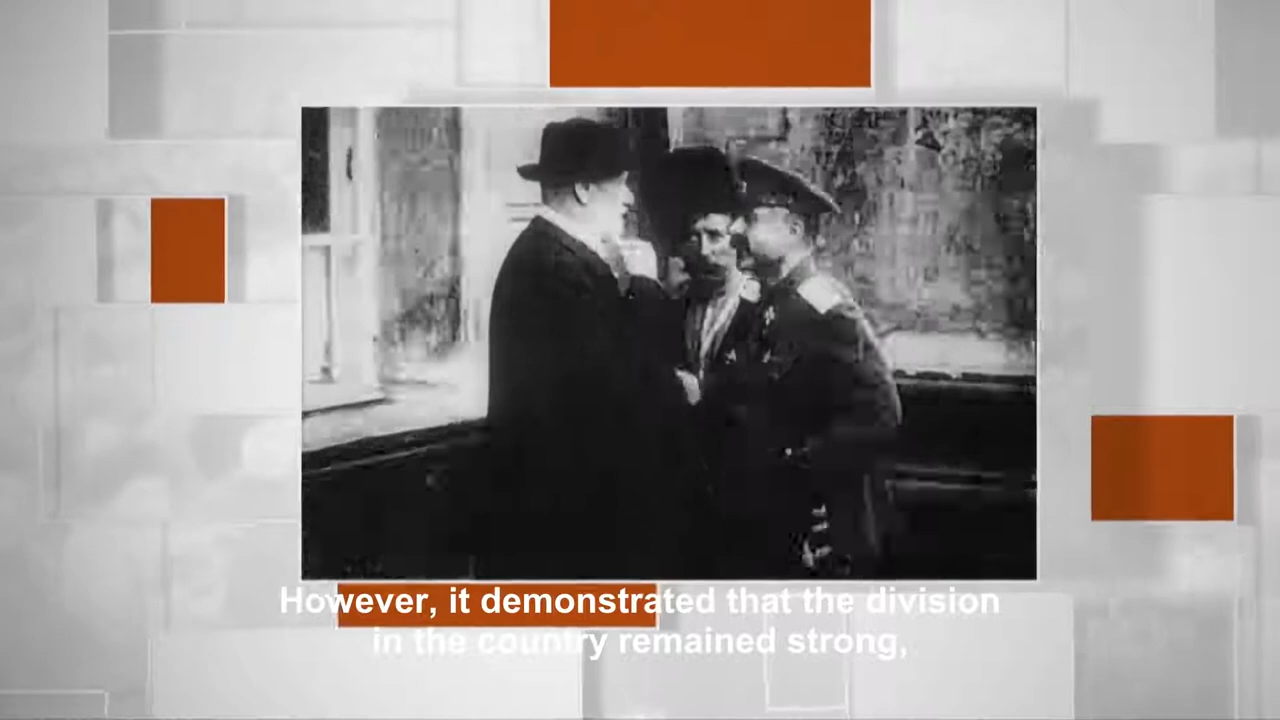 However, it demonstrated that the division
in the country remained strong,